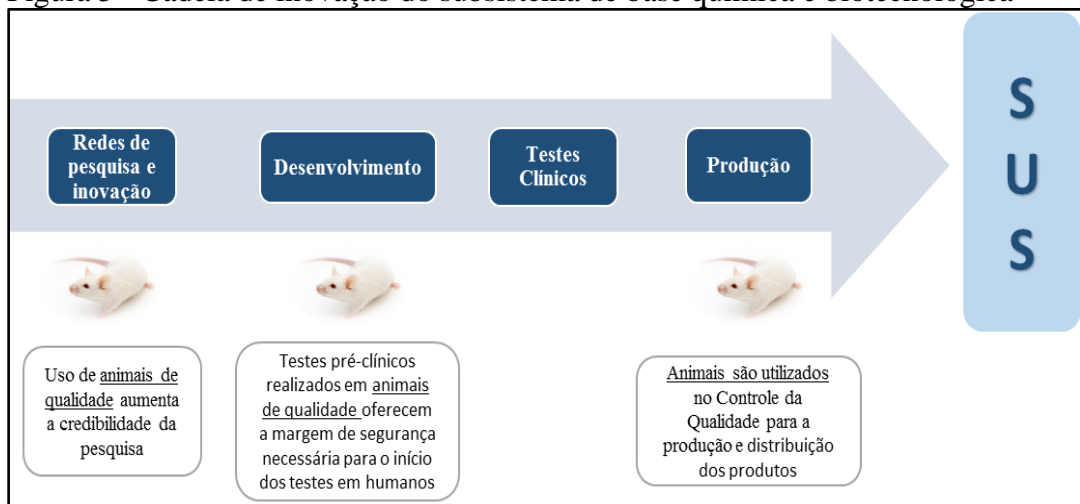 Figura 3 - Cadeia de inovação do subsistema de base química e biotecnológica
Redes de
pesquisa e
inovação
Desenvolvimento
Testes
Clínicos
Produção
S
U
S
Uso de animais de
qualidade aumenta
a credibilidade da
pesquisa
Testes pré-clínicos
realizados em animais
de qualidade oferecem
a margem de segurança
necessária para o início
dos testes em humanos
Animais são utilizados
no Controle da
Qualidade para a
produção e distribuição
dos produtos